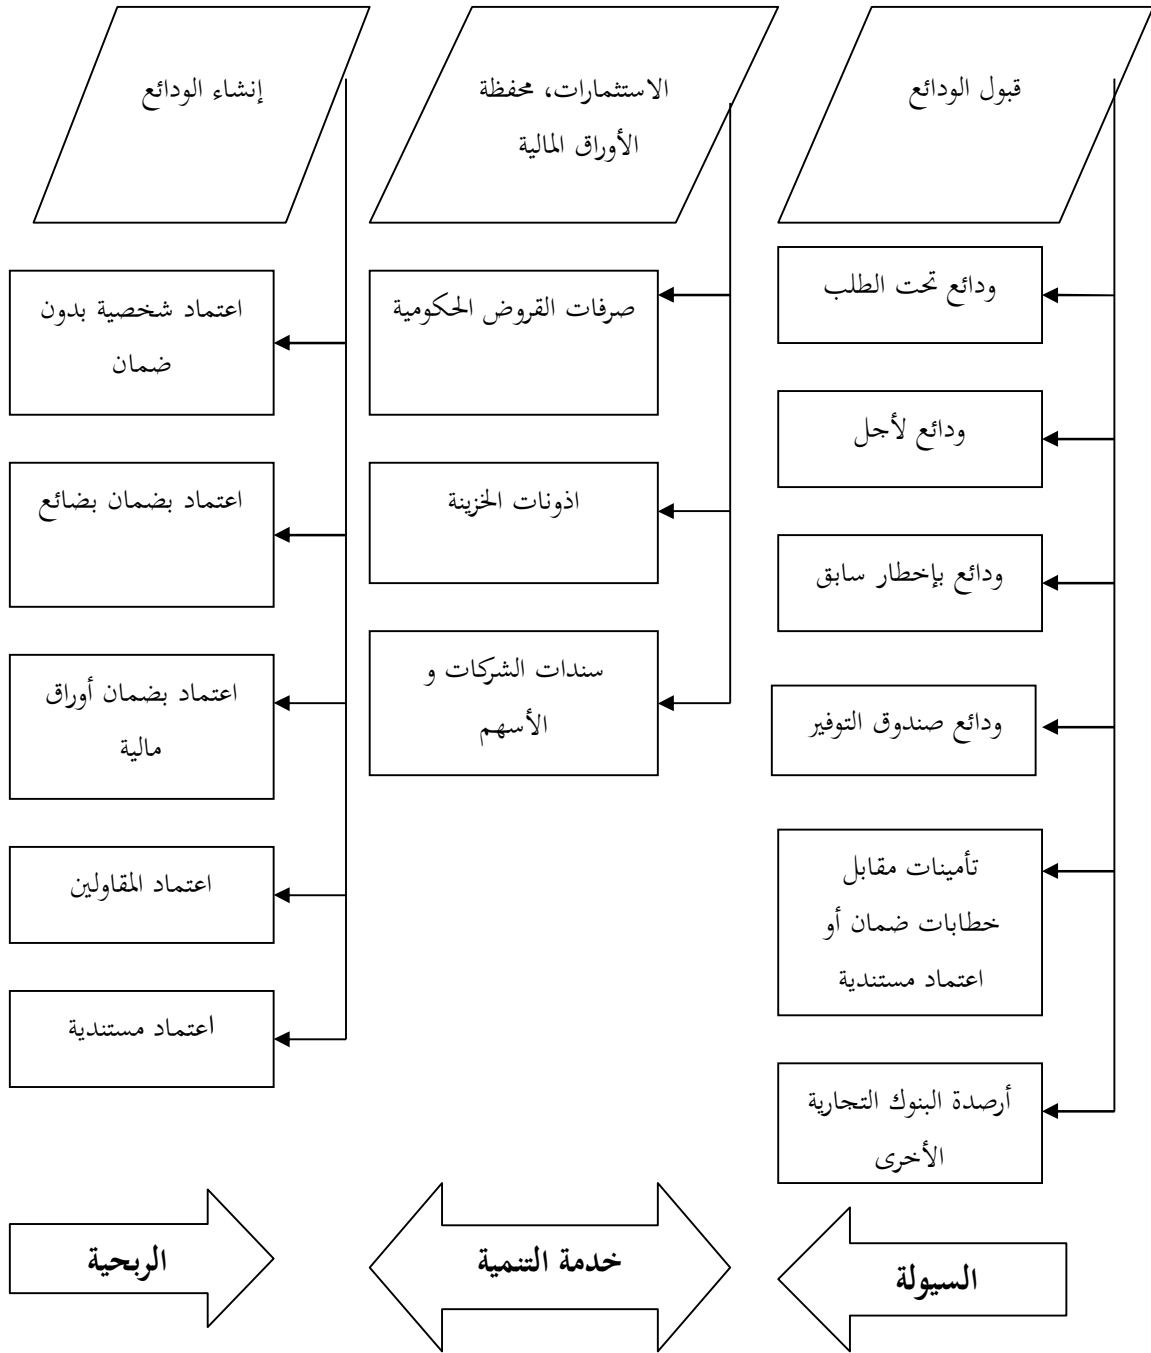 قبول الودائع
ودائع تحت الطلب
ودائع لأجل
ودائع بإخطار سابق
ودائع صندوق التوفير
تأمينات مقابل
خطابات ضمان أو
اعتماد مستندية
أرصدة البنوك التجارية
الأخرى
السيولة
الاستثمارات، محفظة
الأوراق المالية
صرفات القروض الحكومية
اذونات الخزينة
سندات الشركات و
الأسهم
خدمة التنمية
إنشاء الودائع
اعتماد شخصية بدون
ضمان
اعتماد بضمان بضائع
اعتماد بضمان أوراق
مالية
اعتماد المقاولين
اعتماد مستندية
الربحية